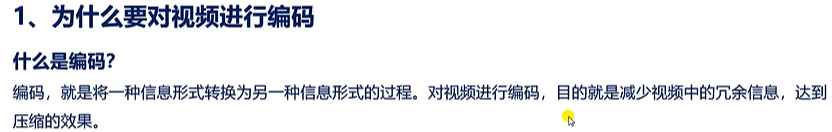 1、为什么要对视频进行编码
什么是编码？
编码，就是将一种信息形式转换为另一种信息形式的过程。对视频进行编码，目的就是减少视频中的冗余信息，达到
压缩的效果。